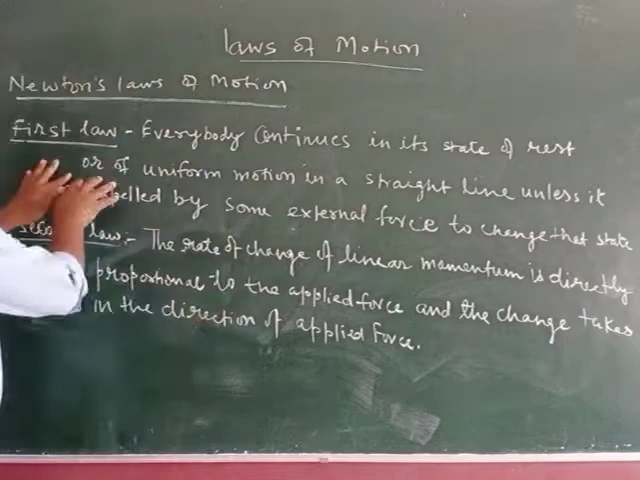 laws of Motion
Newton's laws of Motion
First law - Everybody Continues in its state of rest
or of uniform motion in a straight line unless it
elled by some external force to change that state
law:- The rate of change of linear momentum is directly
proportional to the applied force and the change takes
in the direction of applied force.